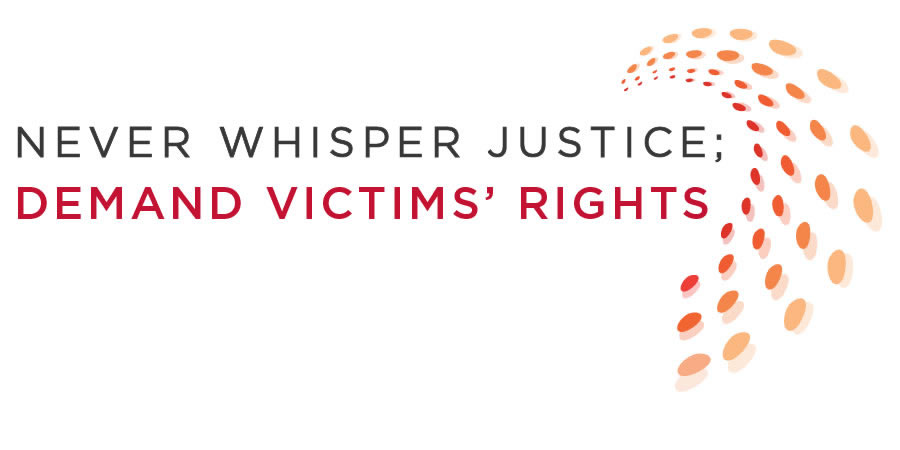 NEVER WHISPER JUSTICE;
DEMAND VICTIMS’ RIGHTS